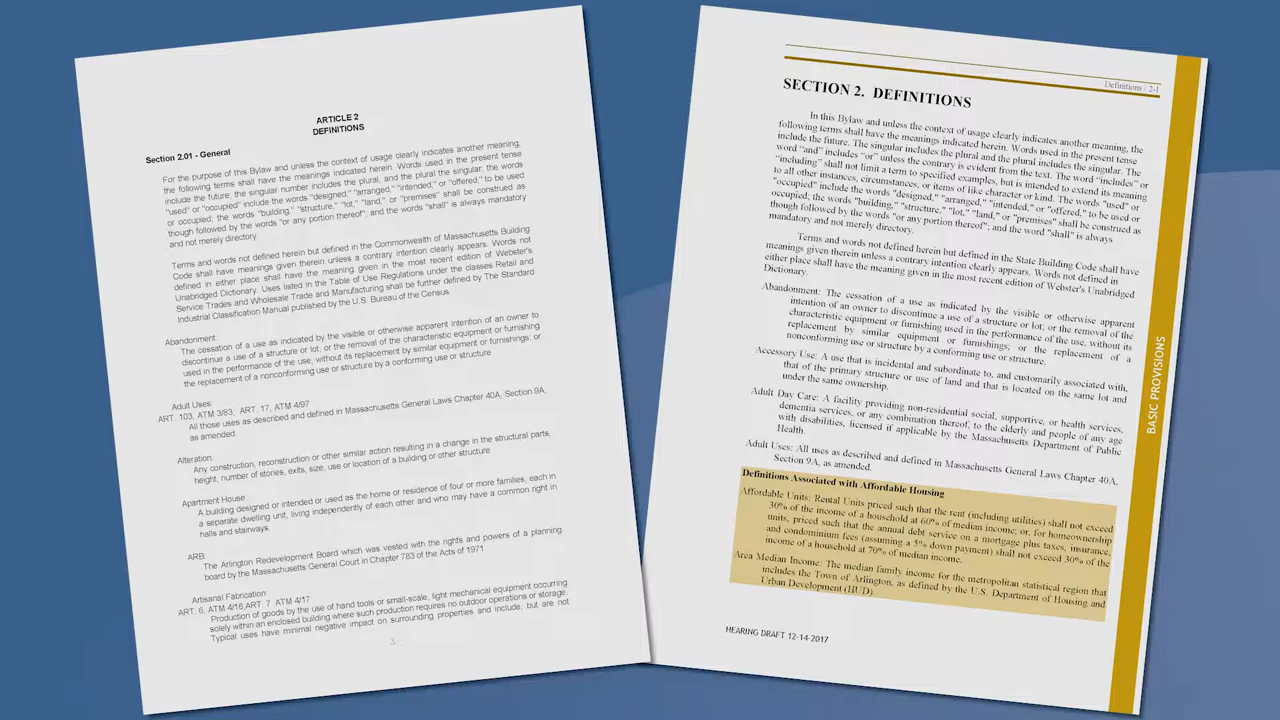 ARTICLE 2
DEFINITIONS
Section 2.01 - General
For the purpose of this Bylaw and unless the context of usage clearly indicates another meaning,
the following terms shall have the meanings indicated herein. Words used in the present tense
include the future; the singular number includes the plural, and the plural the singular; the words
"used" or "occupied" include the words "designed," "arranged," "intended," or "offered," to be used
or occupied; the words "building," "structure," "lot," "land," or "premises" shall be construed as
though followed by the words "or any portion thereof"; and the word "shall" is always mandatory
and not merely directory.
Terms and words not defined herein but defined in the Commonwealth of Massachusetts Building
Code shall have meanings given therein unless a contrary intention clearly appears. Words not
defined in either place shall have the meaning given in the most recent edition of Webster's
Unabridged Dictionary. Uses listed in the Table of Use Regulations under the classes Retail and
Service Trades and Wholesale Trade and Manufacturing shall be further defined by The Standard
Industrial Classification Manual published by the U.S. Bureau of the Census.
Abandonment:
The cessation of a use as indicated by the visible or otherwise apparent intention of an owner to
discontinue a use of a structure or lot; or the removal of the characteristic equipment or furnishing
used in the performance of the use, without its replacement by similar equipment or furnishings; or
the replacement of a nonconforming use or structure by a conforming use or structure
Adult Uses:
ART. 103, ATM 3/83; ART. 17, ATM 4/97
All those uses as described and defined in Massachusetts General Laws Chapter 40A, Section 9A,
as amended.
Alteration:
Any construction, reconstruction or other similar action resulting in a change in the structural parts,
height, number of stories, exits, size, use or location of a building or other structure
Apartment House:
A building designed or intended or used as the home or residence of four or more families, each in
a separate dwelling unit, living independently of each other and who may have a common right in
halls and stairways.
ARB:
The Arlington Redevelopment Board which was vested with the rights and powers of a planning
board by the Massachusetts General Court in Chapter 783 of the Acts of 1971
Artisanal Fabrication
ART. 6, ATM 4/16 ART. 7 ATM 4/17
Production of goods by the use of hand tools or small-scale, light mechanical equipment occurring
solely within an enclosed building where such production requires no outdoor operations or storage.
Typical uses have minimal negative impact on surrounding properties and include, but are not
3
Definitions / 2-1
SECTION 2. DEFINITIONS
In this Bylaw and unless the context of usage clearly indicates another meaning, the
following terms shall have the meanings indicated herein. Words used in the present tense
include the future. The singular includes the plural and the plural includes the singular. The
word "and" includes "or" unless the contrary is evident from the text. The word "includes" or
"including" shall not limit a term to specified examples, but is intended to extend its meaning
to all other instances, circumstances, or items of like character or kind. The words "used" or
"occupied" include the words "designed," "arranged," "intended," or "offered," to be used or
occupied; the words "building," "structure," "lot," "land," or "premises" shall be construed as
though followed by the words "or any portion thereof"; and the word "shall" is always
mandatory and not merely directory.
Terms and words not defined herein but defined in the State Building Code shall have
meanings given therein unless a contrary intention clearly appears. Words not defined in
either place shall have the meaning given in the most recent edition of Webster's Unabridged
Dictionary.
Abandonment: The cessation of a use as indicated by the visible or otherwise apparent
intention of an owner to discontinue a use of a structure or lot; or the removal of the
characteristic equipment or furnishing used in the performance of the use, without its
replacement by similar equipment or furnishings; or the replacement of a
nonconforming use or structure by a conforming use or structure.
Accessory Use: A use that is incidental and subordinate to, and customarily associated with,
that of the primary structure or use of land and that is located on the same lot and
under the same ownership.
Adult Day Care: A facility providing non-residential social, supportive, or health services,
dementia services, or any combination thereof, to the elderly and people of any age
with disabilities, licensed if applicable by the Massachusetts Department of Public
Health.
Adult Uses: All uses as described and defined in Massachusetts General Laws Chapter 40A,
Section 9A, as amended.
Definitions Associated with Affordable Housing
Affordable Units: Rental Units priced such that the rent (including utilities) shall not exceed
30% of the income of a household at 60% of median income; or, for homeownership
units, priced such that the annual debt service on a mortgage plus taxes, insurance,
and condominium fees (assuming a 5% down payment) shall not exceed 30% of the
income of a household at 70% of median income.
Area Median Income: The median family income for the metropolitan statistical region that
includes the Town of Arlington, as defined by the U.S. Department of Housing and
Urban Development (HUD).
HEARING DRAFT 12-14-2017
BASIC PROVISIONS